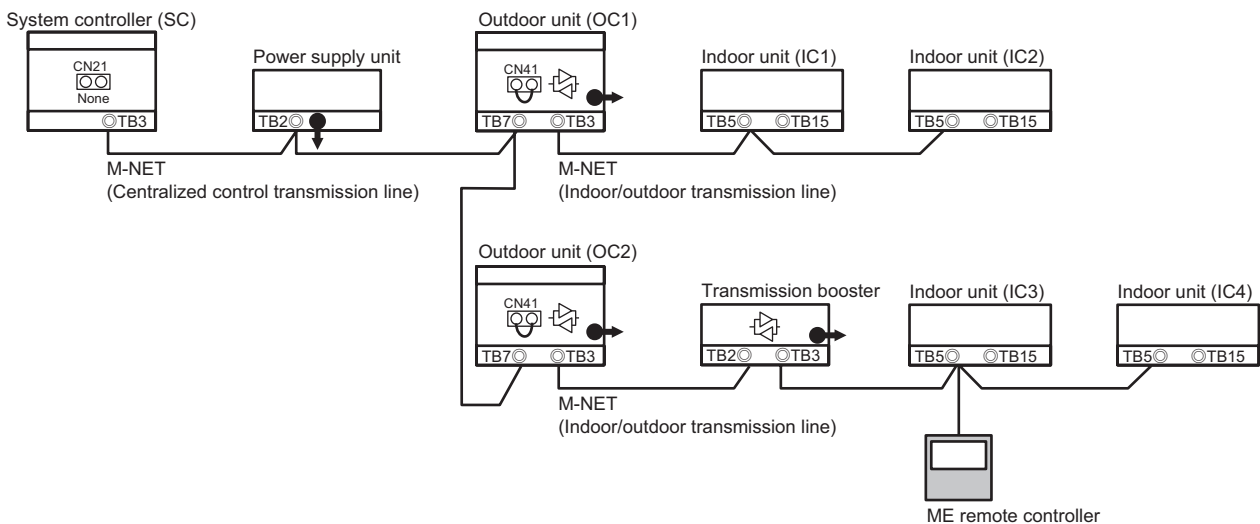 System controller (SC)
CN21
None
TB3
Power supply unit
TB2
M-NET
(Centralized control transmission line)
Outdoor unit (OC1)
CN41
TB7 TB3
M-NET
(Indoor/outdoor transmission line)
Indoor unit (IC1)
TB5 TB15
Indoor unit (IC2)
TB5 TB15
Outdoor unit (OC2)
CN41
TB7 TB3
M-NET
(Indoor/outdoor transmission line)
Transmission booster
TB2 TB3
Indoor unit (IC3)
TB5 TB15
Indoor unit (IC4)
TB5 TB15
ME remote controller